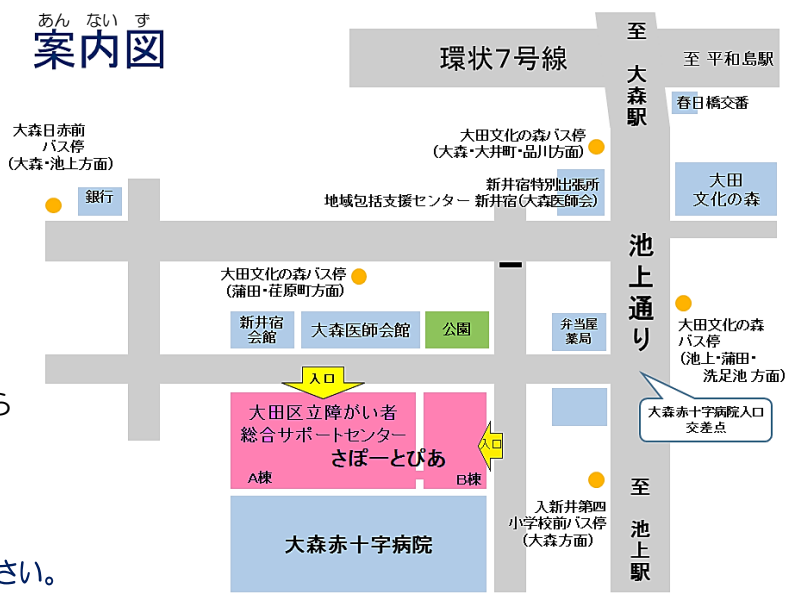 あん ない ず
案内図
環状7号線
至 大森駅
至 平和島駅
春日橋交番
大森日赤前
バス停
(大森・池上方面)
大田文化の森バス停
(大森・大井町・品川方面)
銀行
新井宿特別出張所
地域包括支援センター 新井宿(大森医師会)
大田
文化の森
池上通り
大田文化の森バス停
(蒲田・荏原町方面)
新井宿
会館
大森医師会館
公園
弁当屋
薬局
大田文化の森
バス停
(池上・蒲田・
洗足池 方面)
入口
ら
大田区立障がい者
総合サポートセンター
さぽーとぴあ
A棟
B棟
入口
大森赤十字病院入口
交差点
至 池上駅
入新井第四
小学校前バス停
(大森方面)
大森赤十字病院
さい。